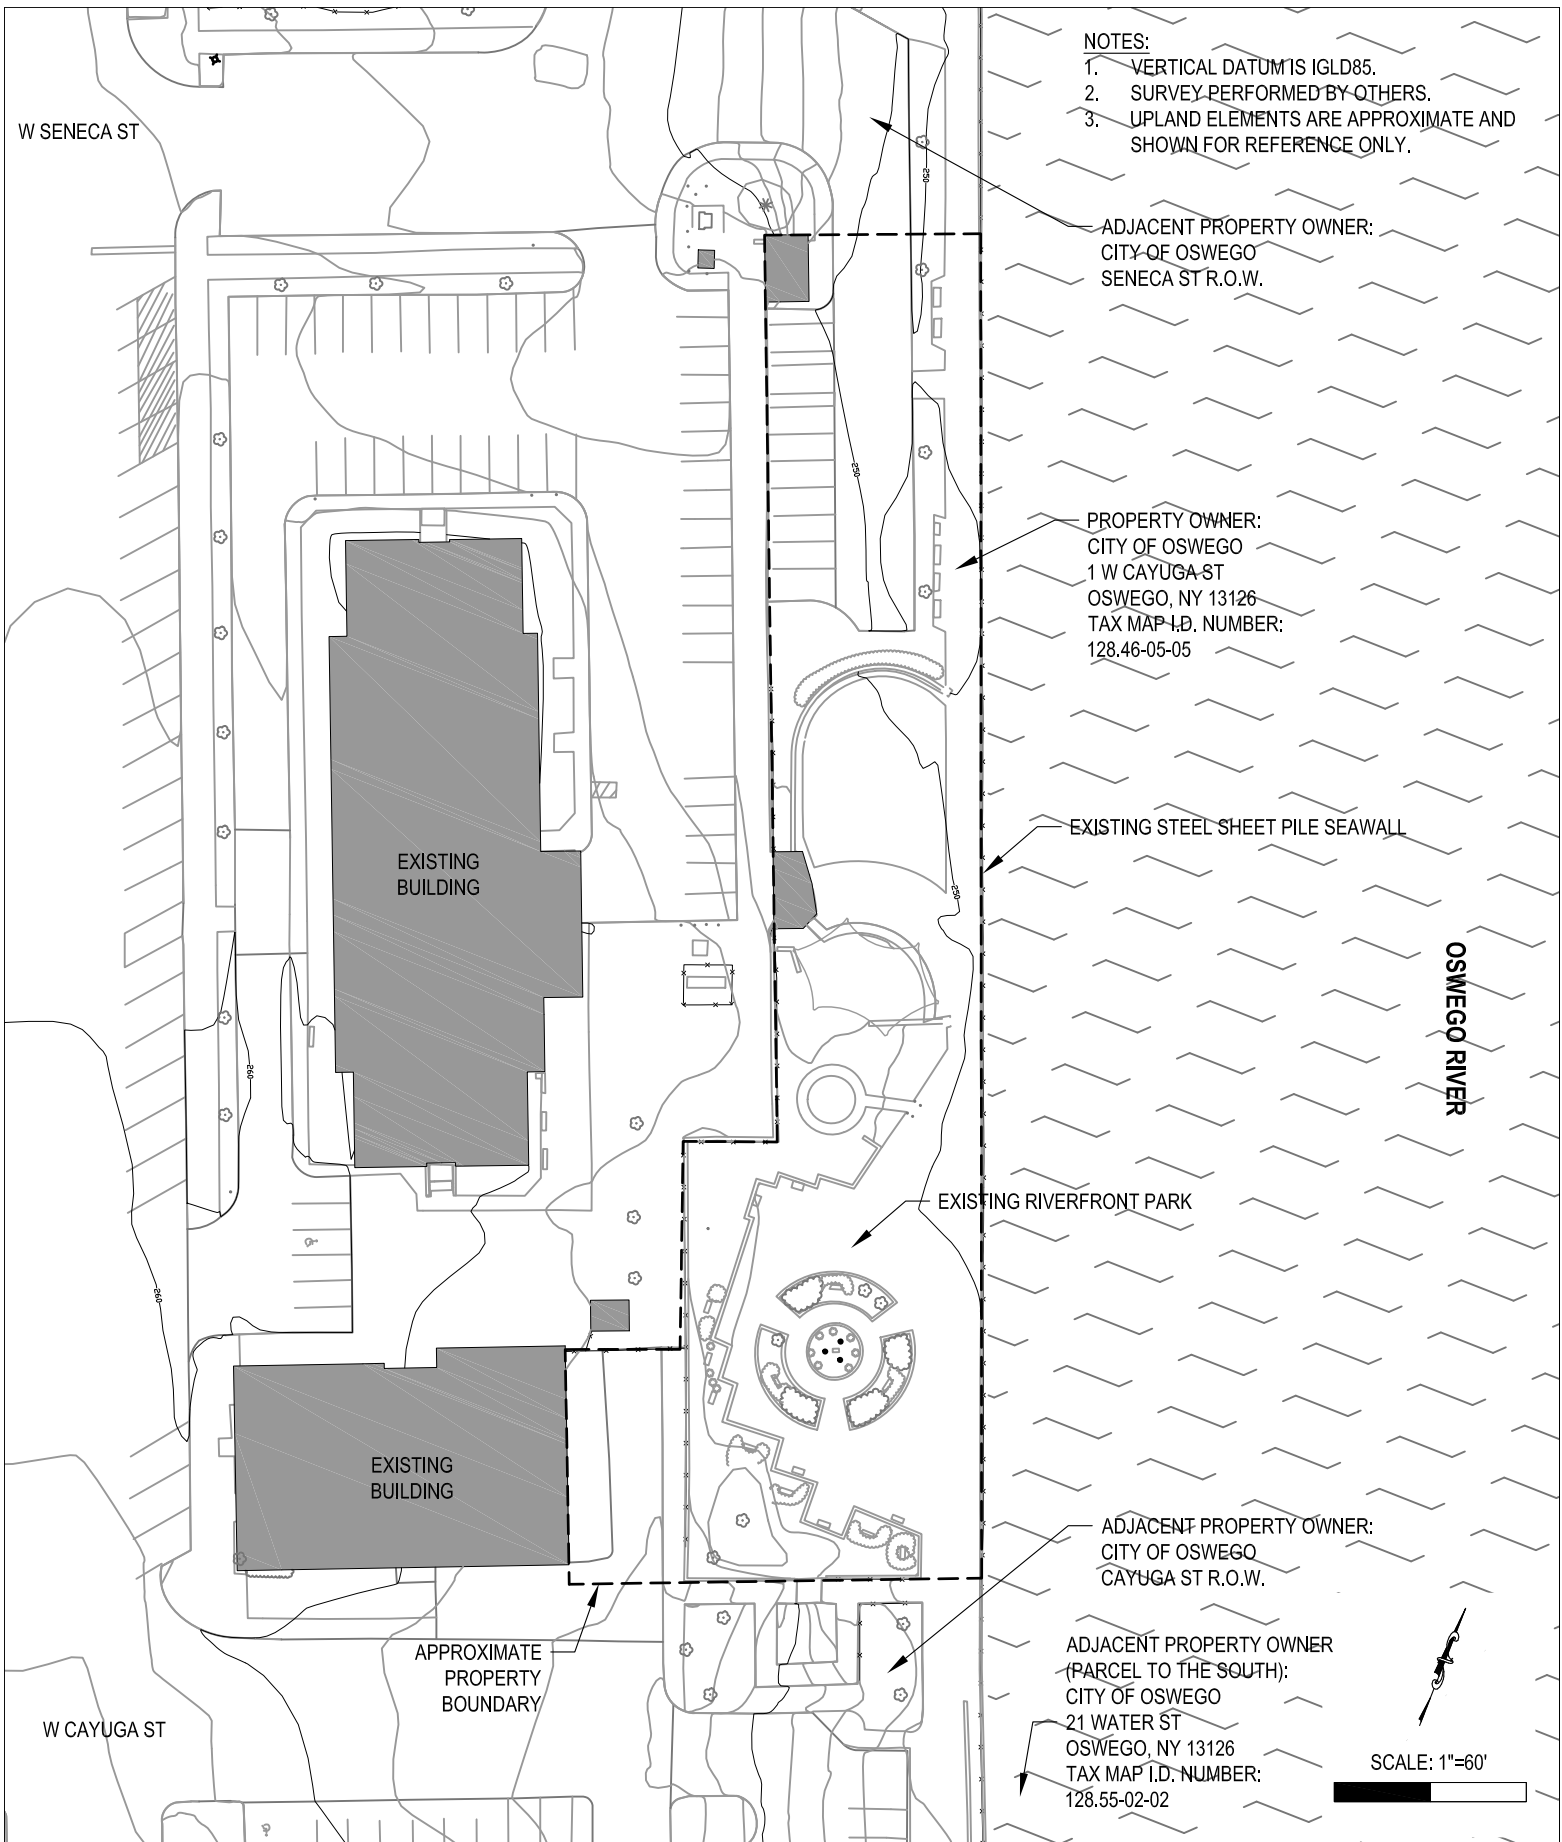 NOTES:
1. VERTICAL DATUM IS IGLD85.
2. SURVEY PERFORMED BY OTHERS.
3. UPLAND ELEMENTS ARE APPROXIMATE AND
SHOWN FOR REFERENCE ONLY.
W SENECA ST
250
ADJACENT PROPERTY OWNER:
CITY OF OSWEGO
SENECA ST R.O.W.
250
PROPERTY OWNER:
CITY OF OSWEGO
1 W CAYUGA ST
OSWEGO, NY 13126
TAX MAP I.D. NUMBER:
128.46-05-05
EXISTING STEEL SHEET PILE SEAWALL
EXISTING
BUILDING
250
OSWEGO RIVER
260
EXISTING RIVERFRONT PARK
260
EXISTING
BUILDING
ADJACENT PROPERTY OWNER:
CITY OF OSWEGO
CAYUGA ST R.O.W.
APPROXIMATE
PROPERTY
BOUNDARY
W CAYUGA ST
ADJACENT PROPERTY OWNER
(PARCEL TO THE SOUTH):
CITY OF OSWEGO
21 WATER ST
OSWEGO, NY 13126
TAX MAP I.D. NUMBER:
128.55-02-02
SCALE: 1"=60'